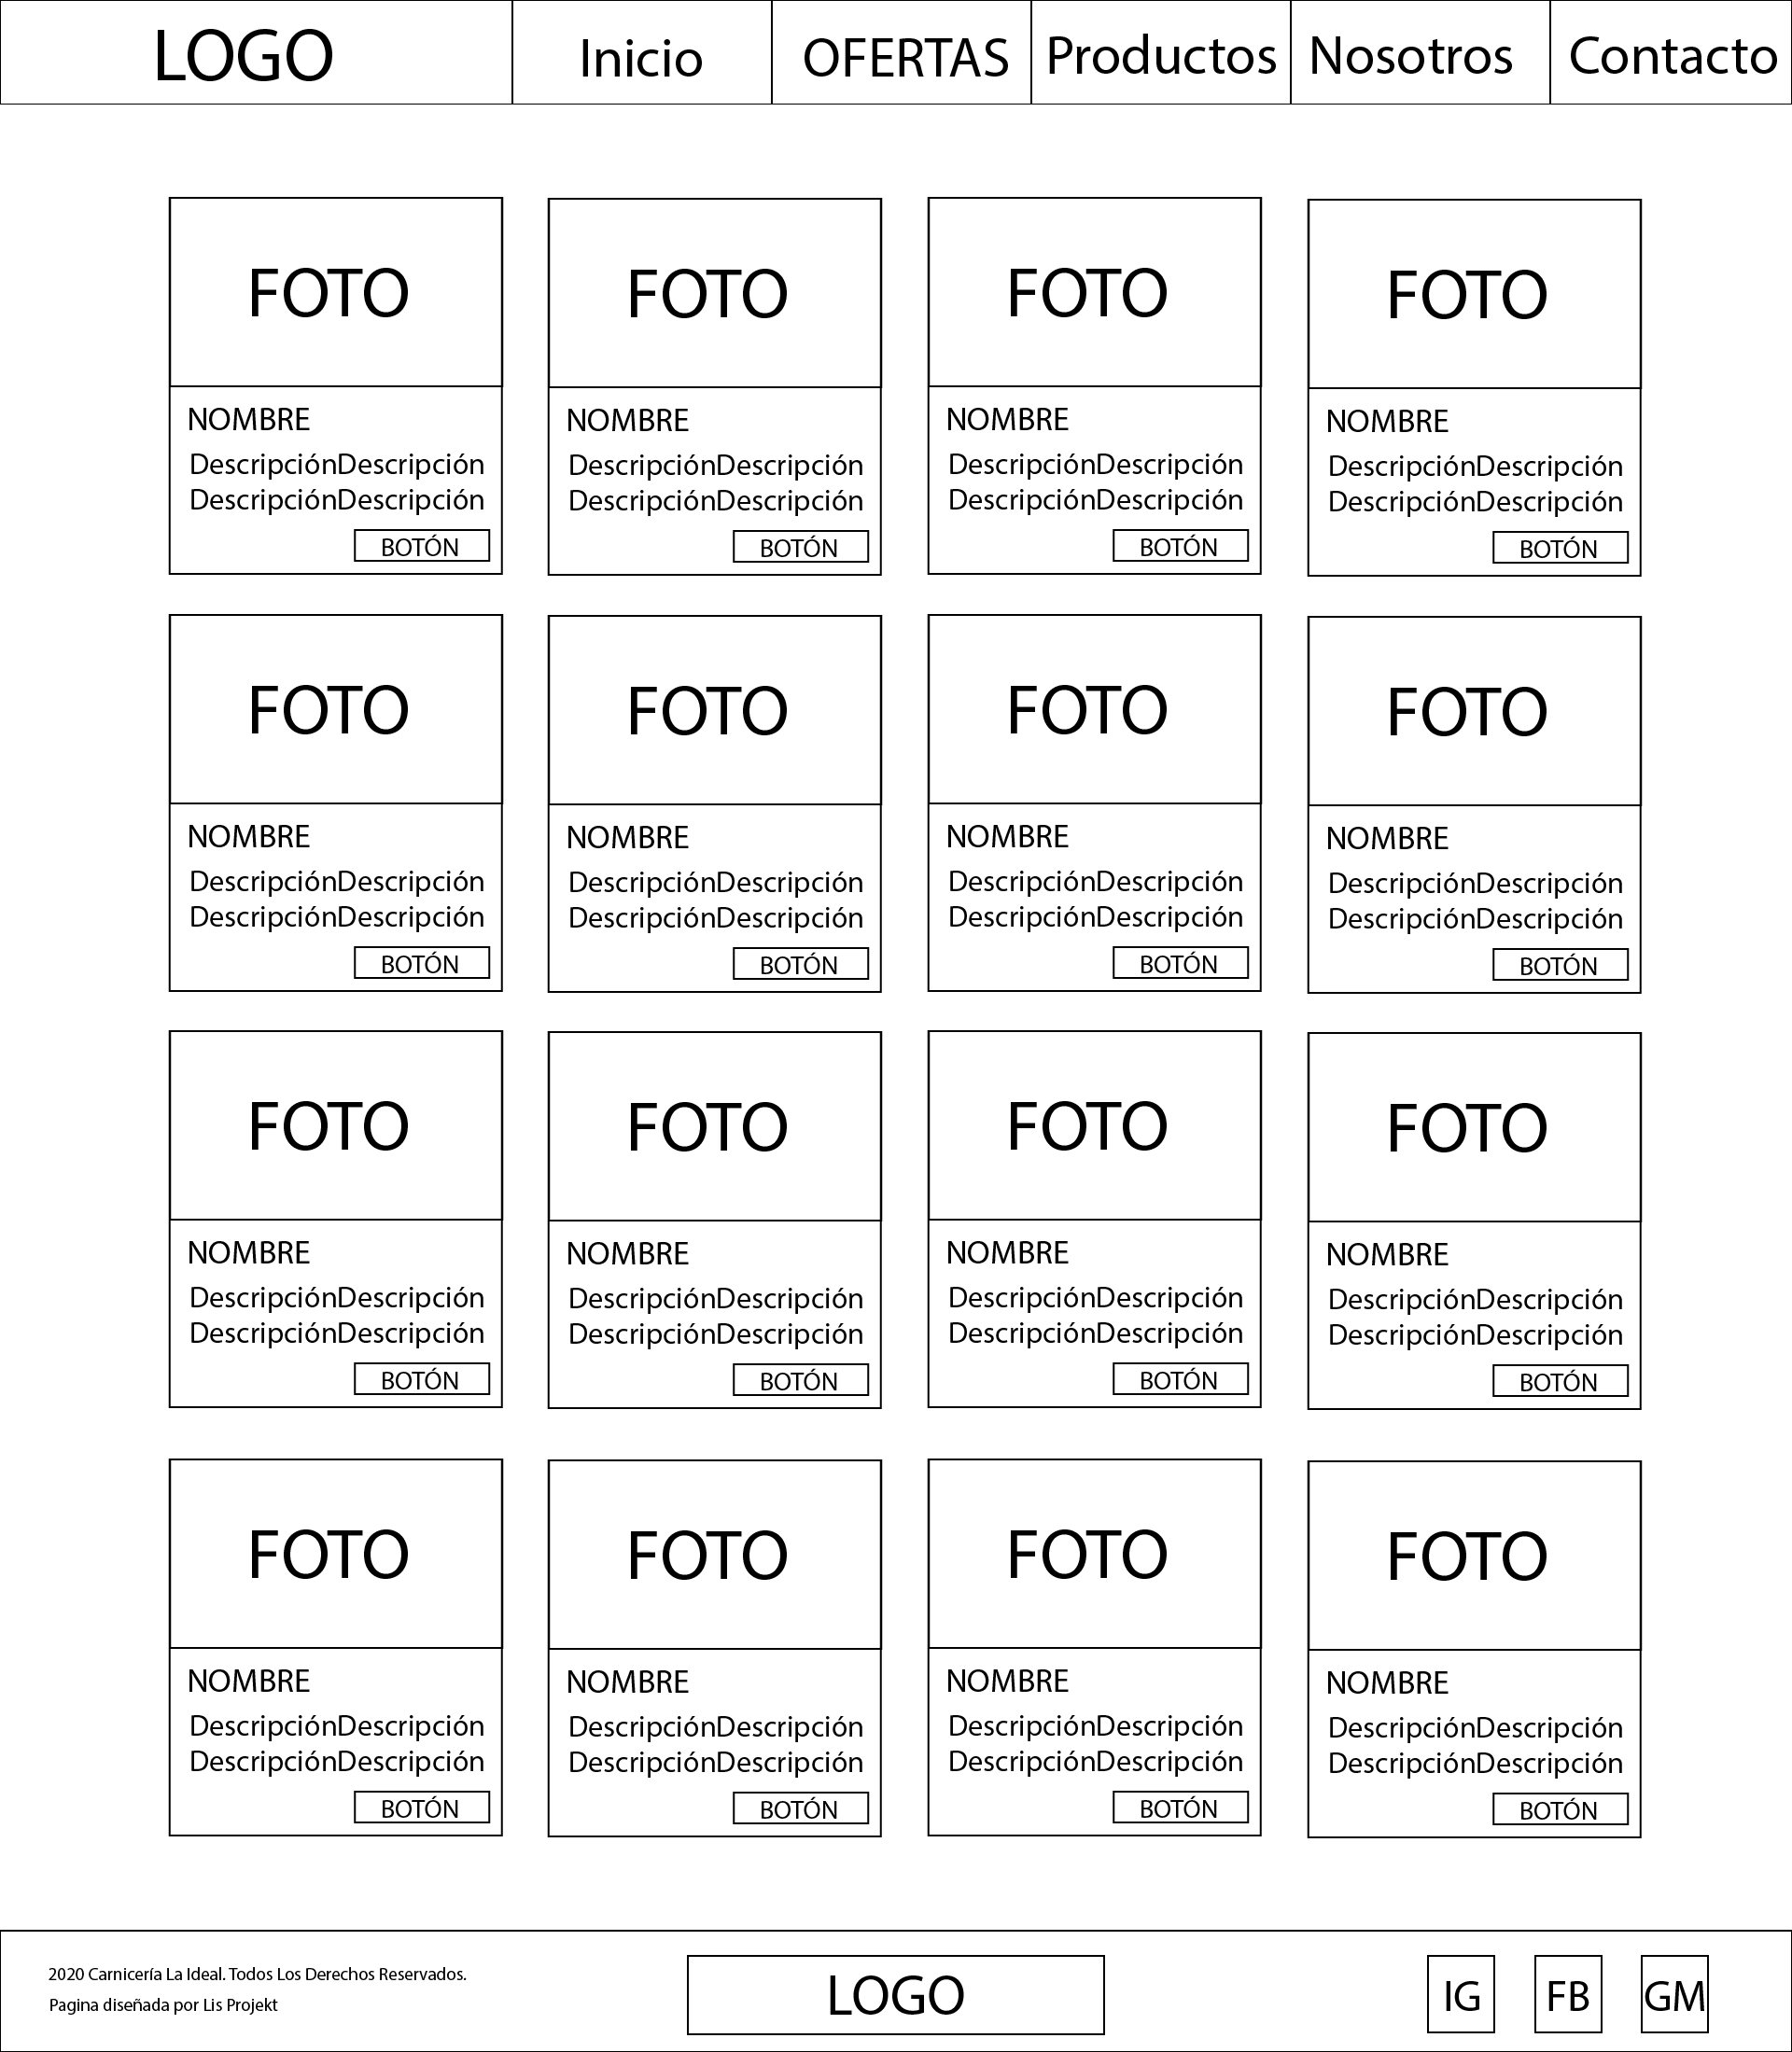 LOGO
Inicio
OFERTAS
Productos
Nosotros
Contacto
FOTO
NOMBRE
DescripciónDescripción
DescripciónDescripción
BOTÓN
FOTO
NOMBRE
DescripciónDescripción
DescripciónDescripción
BOTÓN
FOTO
NOMBRE
DescripciónDescripción
DescripciónDescripción
BOTÓN
FOTO
NOMBRE
DescripciónDescripción
DescripciónDescripción
BOTÓN
FOTO
NOMBRE
DescripciónDescripción
DescripciónDescripción
BOTÓN
FOTO
NOMBRE
DescripciónDescripción
DescripciónDescripción
BOTÓN
FOTO
NOMBRE
DescripciónDescripción
DescripciónDescripción
BOTÓN
FOTO
NOMBRE
DescripciónDescripción
DescripciónDescripción
BOTÓN
FOTO
NOMBRE
DescripciónDescripción
DescripciónDescripción
BOTÓN
FOTO
NOMBRE
DescripciónDescripción
DescripciónDescripción
BOTÓN
FOTO
NOMBRE
DescripciónDescripción
DescripciónDescripción
BOTÓN
FOTO
NOMBRE
DescripciónDescripción
DescripciónDescripción
BOTÓN
FOTO
NOMBRE
DescripciónDescripción
DescripciónDescripción
BOTÓN
FOTO
NOMBRE
DescripciónDescripción
DescripciónDescripción
BOTÓN
FOTO
NOMBRE
DescripciónDescripción
DescripciónDescripción
BOTÓN
FOTO
NOMBRE
DescripciónDescripción
DescripciónDescripción
BOTÓN
2020 Carnicería La Ideal. Todos Los Derechos Reservados.
Pagina diseñada por Lis Projekt
LOGO
IG
FB
GM